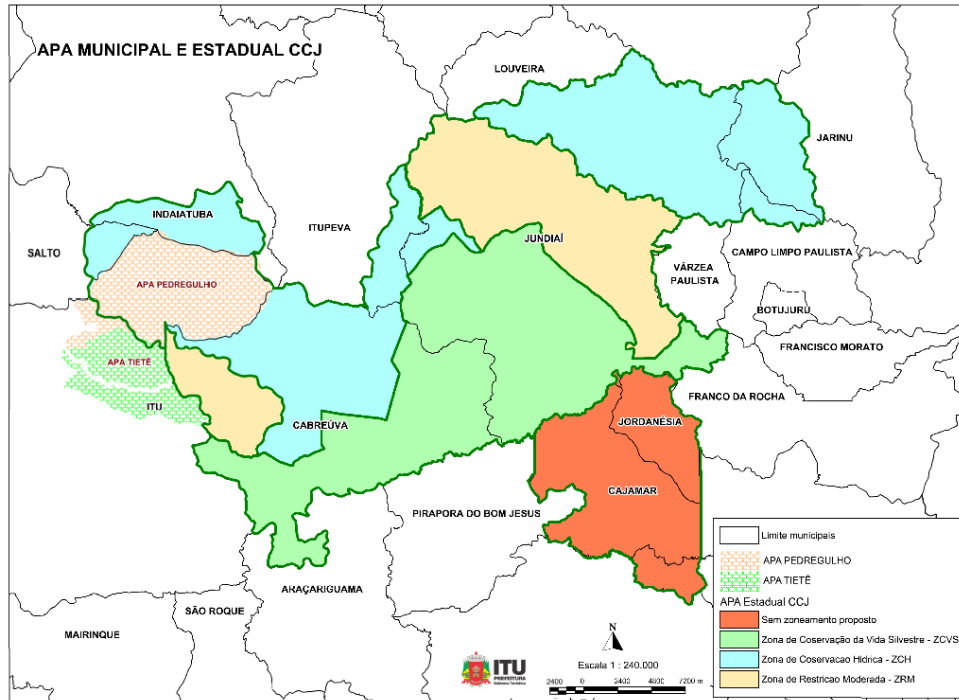 APA MUNICIPAL E ESTADUAL CCJ
LOUVEIRA
JARINU
INDAIATUBA
ITUPEVA
JUNDIAÍ
SALTO
CAMPO LIMPO PAULISTA
VÁRZEA
PAULISTA
APA PEDREGULHO
BOTUJURU
FRANCISCO MORATO
APA TIETÊ
FRANCO DA ROCHA
ITU
CABREÚVA
JORDANÉSIA
CAJAMAR
PIRAPORA DO BOM JESUS
ARAÇARIGUAMA
SÃO ROQUE
MAIRINQUE
Limite municipais
APA PEDREGULHO
APA TIETÊ
APA Estadual CCJ
Sem zoneamento proposto
Zona de Coservação da Vida Silvestre - ZCVS
Zona de Coservacao Hidrica - ZCH
Zona de Restricao Moderada - ZRM
ITU
PREFEITURA
N
Escala 1 : 240.000
2400 0 2400 4800 7200 m